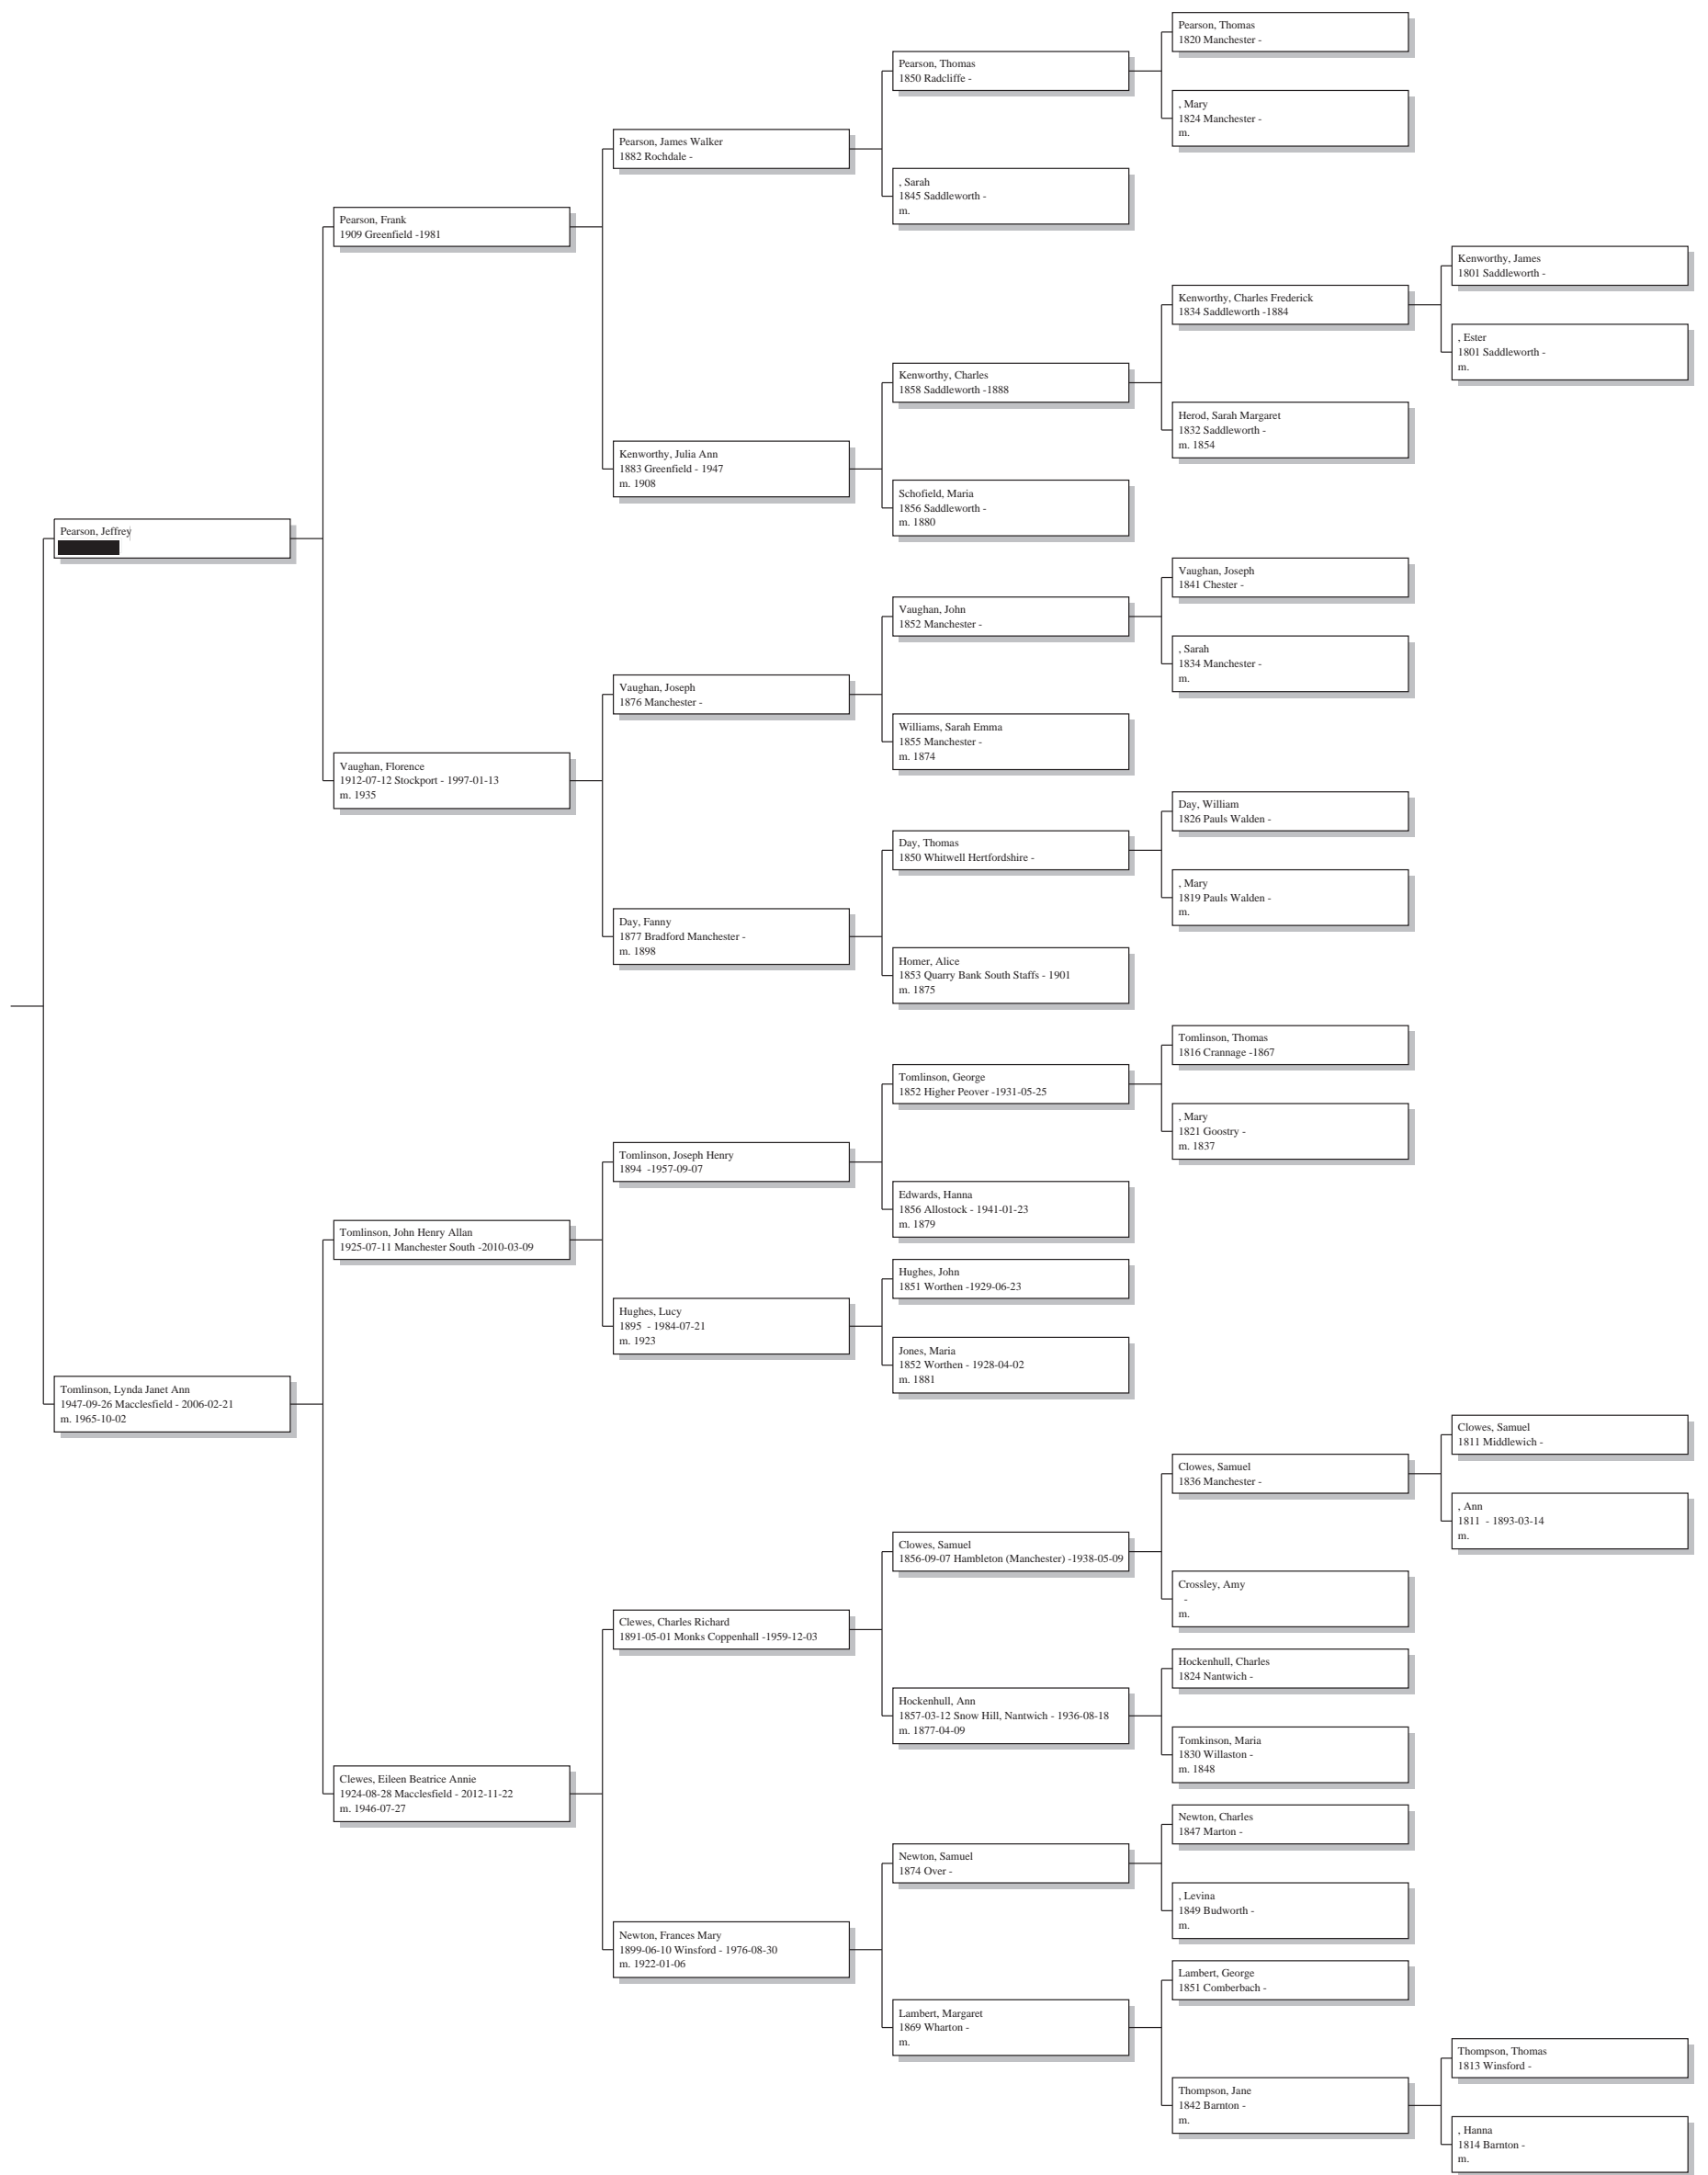 Pearson, Thomas
1820 Manchester -
Pearson, Thomas
1850 Radcliffe -
, Mary
1824 Manchester -
m.
Pearson, James Walker
1882 Rochdale -
, Sarah
1845 Saddleworth -
m.
Pearson, Frank
1909 Greenfield -1981
Kenworthy, James
1801 Saddleworth -
Kenworthy, Charles Frederick
1834 Saddleworth -1884
, Ester
1801 Saddleworth -
m.
Kenworthy, Charles
1858 Saddleworth -1888
Herod, Sarah Margaret
1832 Saddleworth -
m. 1854
Kenworthy, Julia Ann
1883 Greenfield - 1947
m. 1908
Schofield, Maria
1856 Saddleworth -
m. 1880
Pearson, Jeffrey
Vaughan, Joseph
1841 Chester -
Vaughan, John
1852 Manchester -
, Sarah
1834 Manchester -
m.
Vaughan, Joseph
1876 Manchester -
Williams, Sarah Emma
1855 Manchester -
m. 1874
Vaughan, Florence
1912-07-12 Stockport - 1997-01-13
m. 1935
Day, William
1826 Pauls Walden -
Day, Thomas
1850 Whitwell Hertfordshire -
, Mary
1819 Pauls Walden -
m.
Day, Fanny
1877 Bradford Manchester -
m. 1898
Homer, Alice
1853 Quarry Bank South Staffs - 1901
m. 1875
Tomlinson, Thomas
1816 Crannage -1867
Tomlinson, George
1852 Higher Peover -1931-05-25
, Mary
1821 Goostry -
m. 1837
Tomlinson, Joseph Henry
1894  -1957-09-07
Edwards, Hanna
1856 Allostock - 1941-01-23
m. 1879
Tomlinson, John Henry Allan
1925-07-11 Manchester South -2010-03-09
Hughes, John
1851 Worthen -1929-06-23
Hughes, Lucy
1895  - 1984-07-21
m. 1923
Jones, Maria
1852 Worthen - 1928-04-02
m. 1881
Tomlinson, Lynda Janet Ann
1947-09-26 Macclesfield - 2006-02-21
m. 1965-10-02
Clowes, Samuel
1811 Middlewich -
Clowes, Samuel
1836 Manchester -
, Ann
1811  - 1893-03-14
m.
Clowes, Samuel
1856-09-07 Hambleton (Manchester) -1938-05-09
Crossley, Amy
-
m.
Clewes, Charles Richard
1891-05-01 Monks Coppenhall -1959-12-03
Hockenhull, Charles
1824 Nantwich -
Hockenhull, Ann
1857-03-12 Snow Hill, Nantwich - 1936-08-18
m. 1877-04-09
Tomkinson, Maria
1830 Willaston -
m. 1848
Clewes, Eileen Beatrice Annie
1924-08-28 Macclesfield - 2012-11-22
m. 1946-07-27
Newton, Charles
1847 Marton -
Newton, Samuel
1874 Over -
, Levina
1849 Budworth -
m.
Newton, Frances Mary
1899-06-10 Winsford - 1976-08-30
m. 1922-01-06
Lambert, George
1851 Comberbach -
Lambert, Margaret
1869 Wharton -
m.
Thompson, Thomas
1813 Winsford -
Thompson, Jane
1842 Barnton -
m.
, Hanna
1814 Barnton -
m.